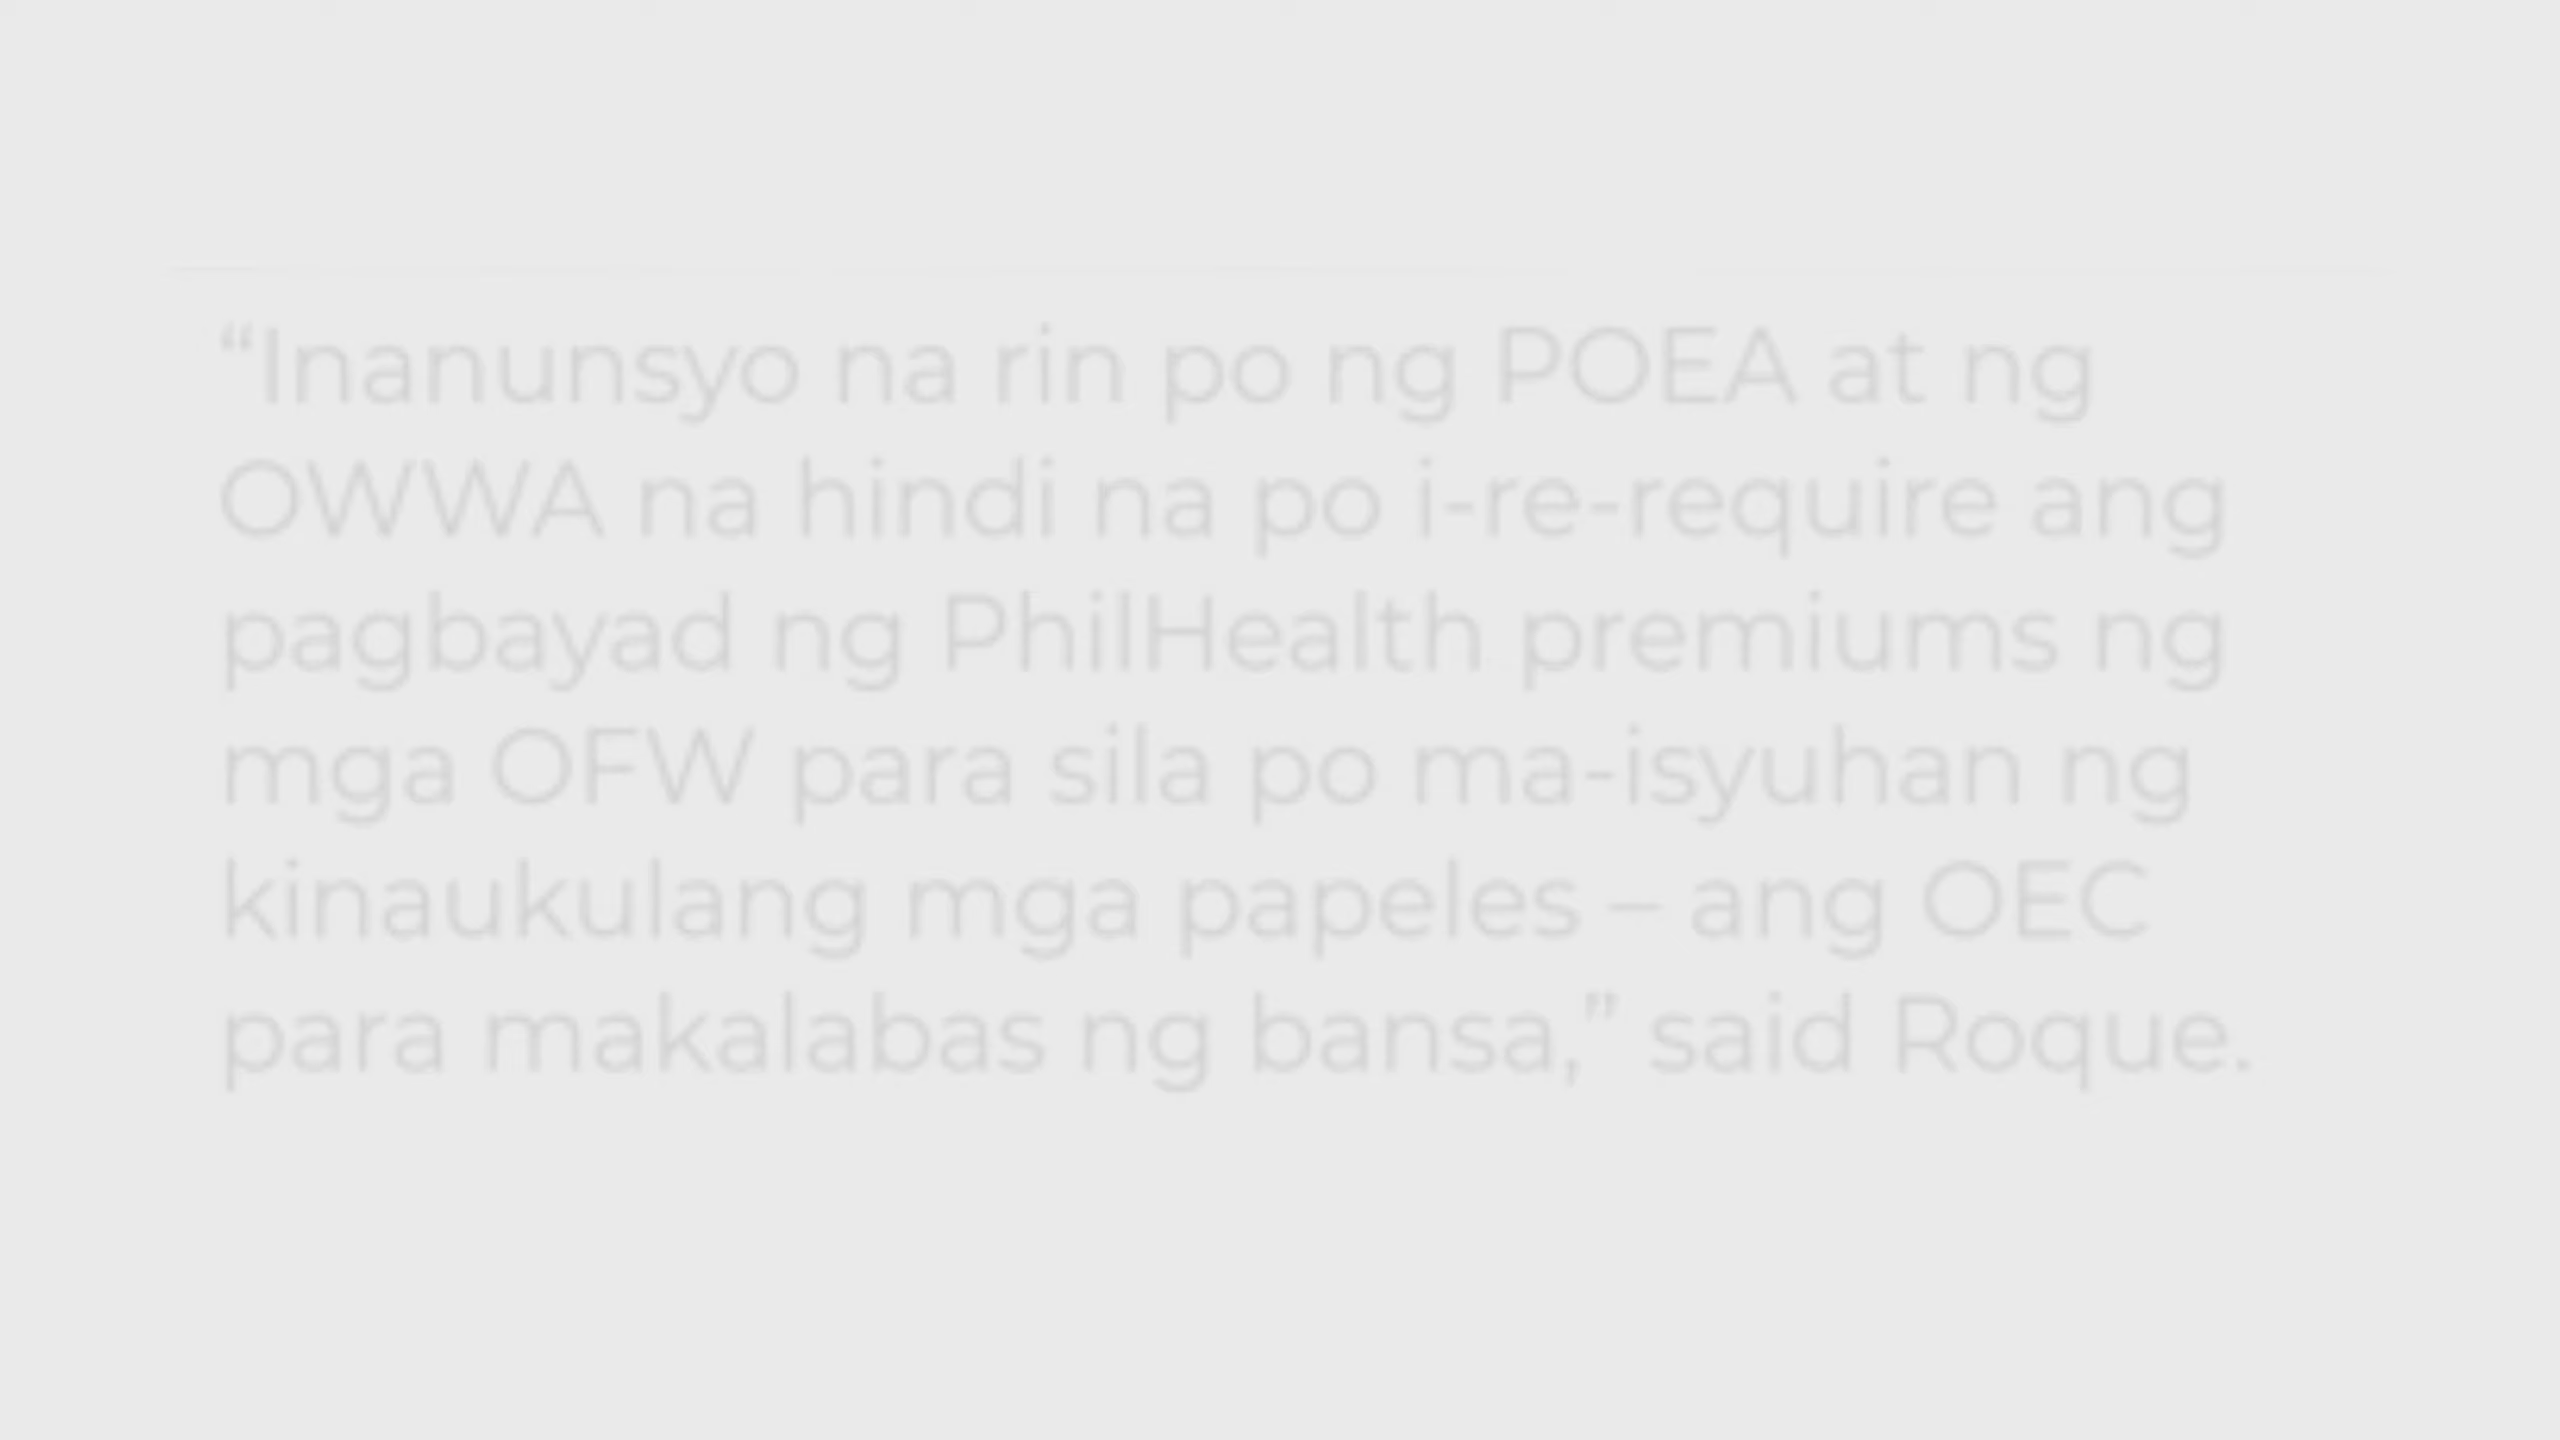 “Inanunsyo na rin po ng POEA at ng
OWWA na hindi na po i-re-require ang
pagbayad ng PhilHealth premiums ng
mga OFW para sila po ma-isyuhan ng
kinaukulang mga papeles – ang OEC
para makalabas ng bansa,” said Roque.